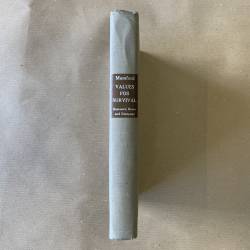 Mumford
VALUES
FOR
SURVIVAL
Harcourt, Brace
and Company